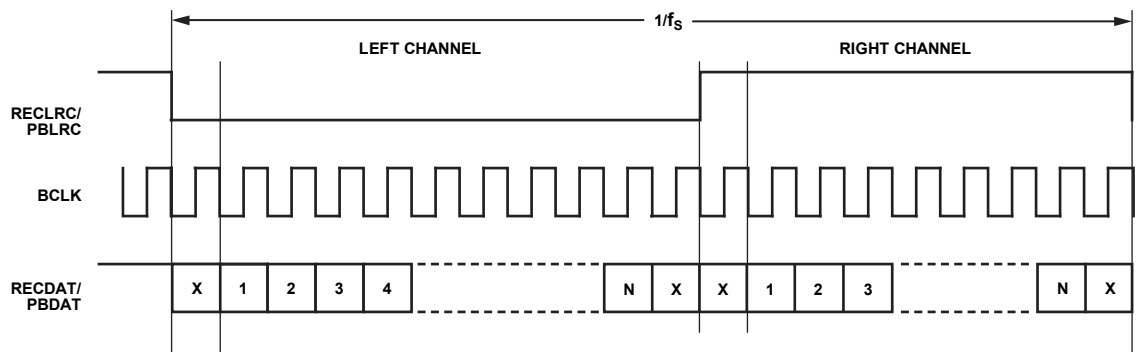 1/fS
LEFT CHANNEL
RIGHT CHANNEL
RECLRC/
PBLRC
BCLK
RECDAT/
PBDAT
X 1 2 3 4 N X X 1 2 3 N X